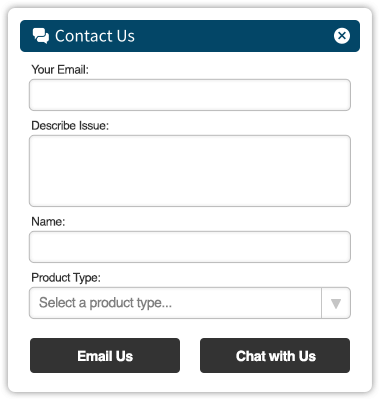 Contact Us
Your Email:
Describe Issue:
Name:
Product Type:
Select a product type...
Email Us
Chat with Us